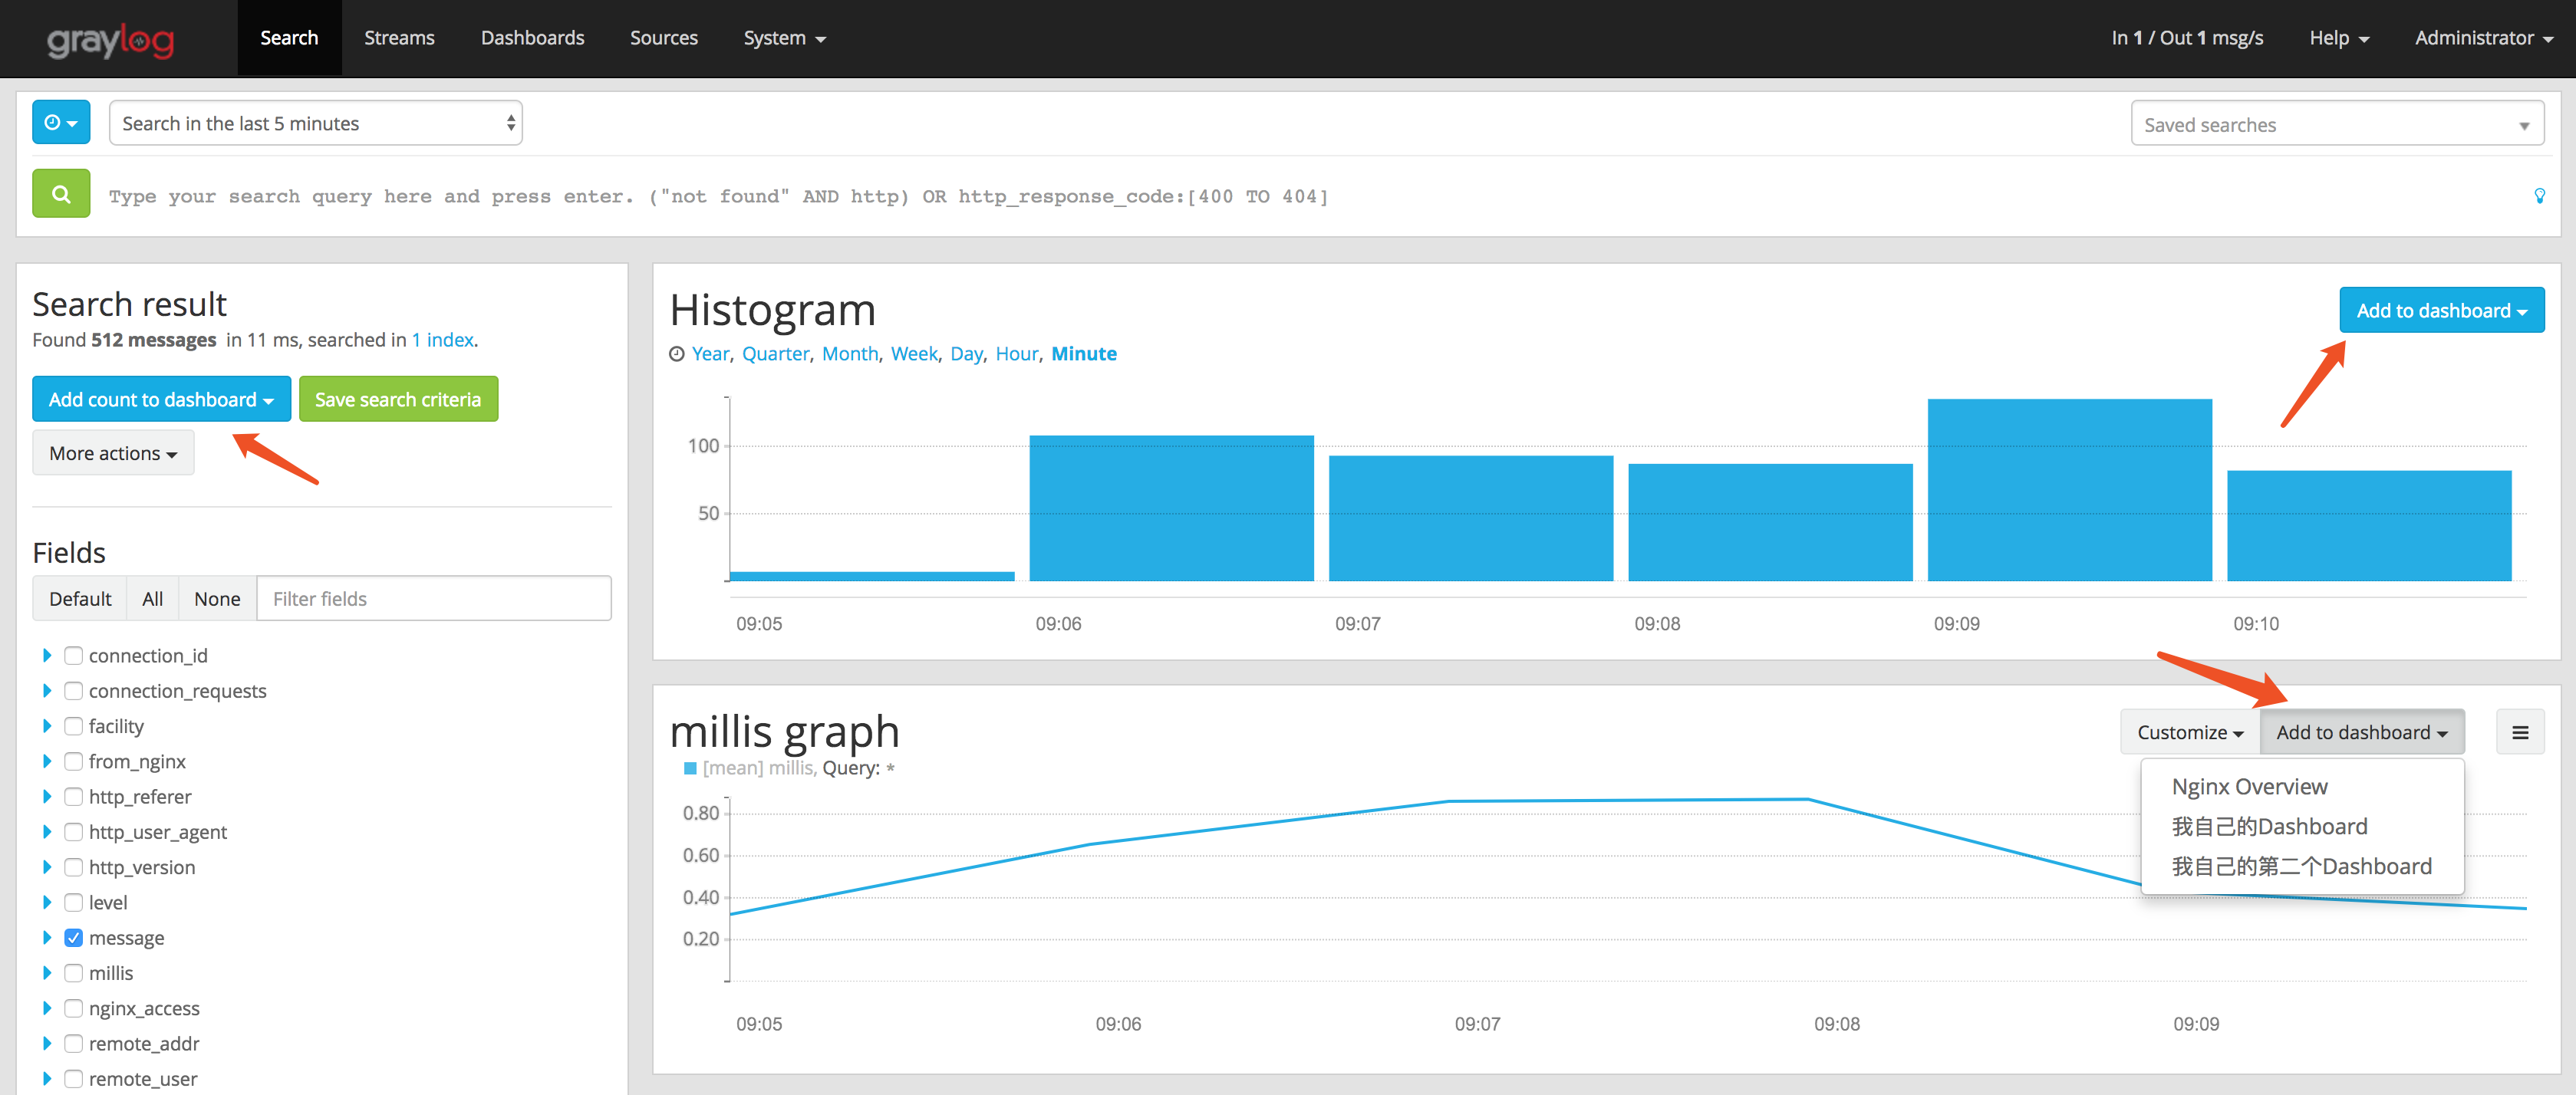 graylog
Search Streams Dashboards Sources System In 1 / Out 1 msg/s Help Administrator
Search in the last 5 minutes Saved searches
Type your search query here and press enter. ("not found" AND http) OR http_response_code:[400 TO 404]
Search result
Found 512 messages in 11 ms, searched in 1 index.
Add count to dashboard Save search criteria
More actions
Fields
Default All None Filter fields
connection_id
connection_requests
facility
from_nginx
http_referer
http_user_agent
http_version
level
message
millis
nginx_access
remote_addr
remote_user
Histogram
Add to dashboard
Year, Quarter, Month, Week, Day, Hour, Minute
100
50
09:05 09:06 09:07 09:08 09:09 09:10
millis graph
Customize Add to dashboard
[mean] millis, Query: *
Nginx Overview
我自己的Dashboard
我自己的第二个Dashboard
0.80
0.60
0.40
0.20
09:05 09:06 09:07 09:08 09:09